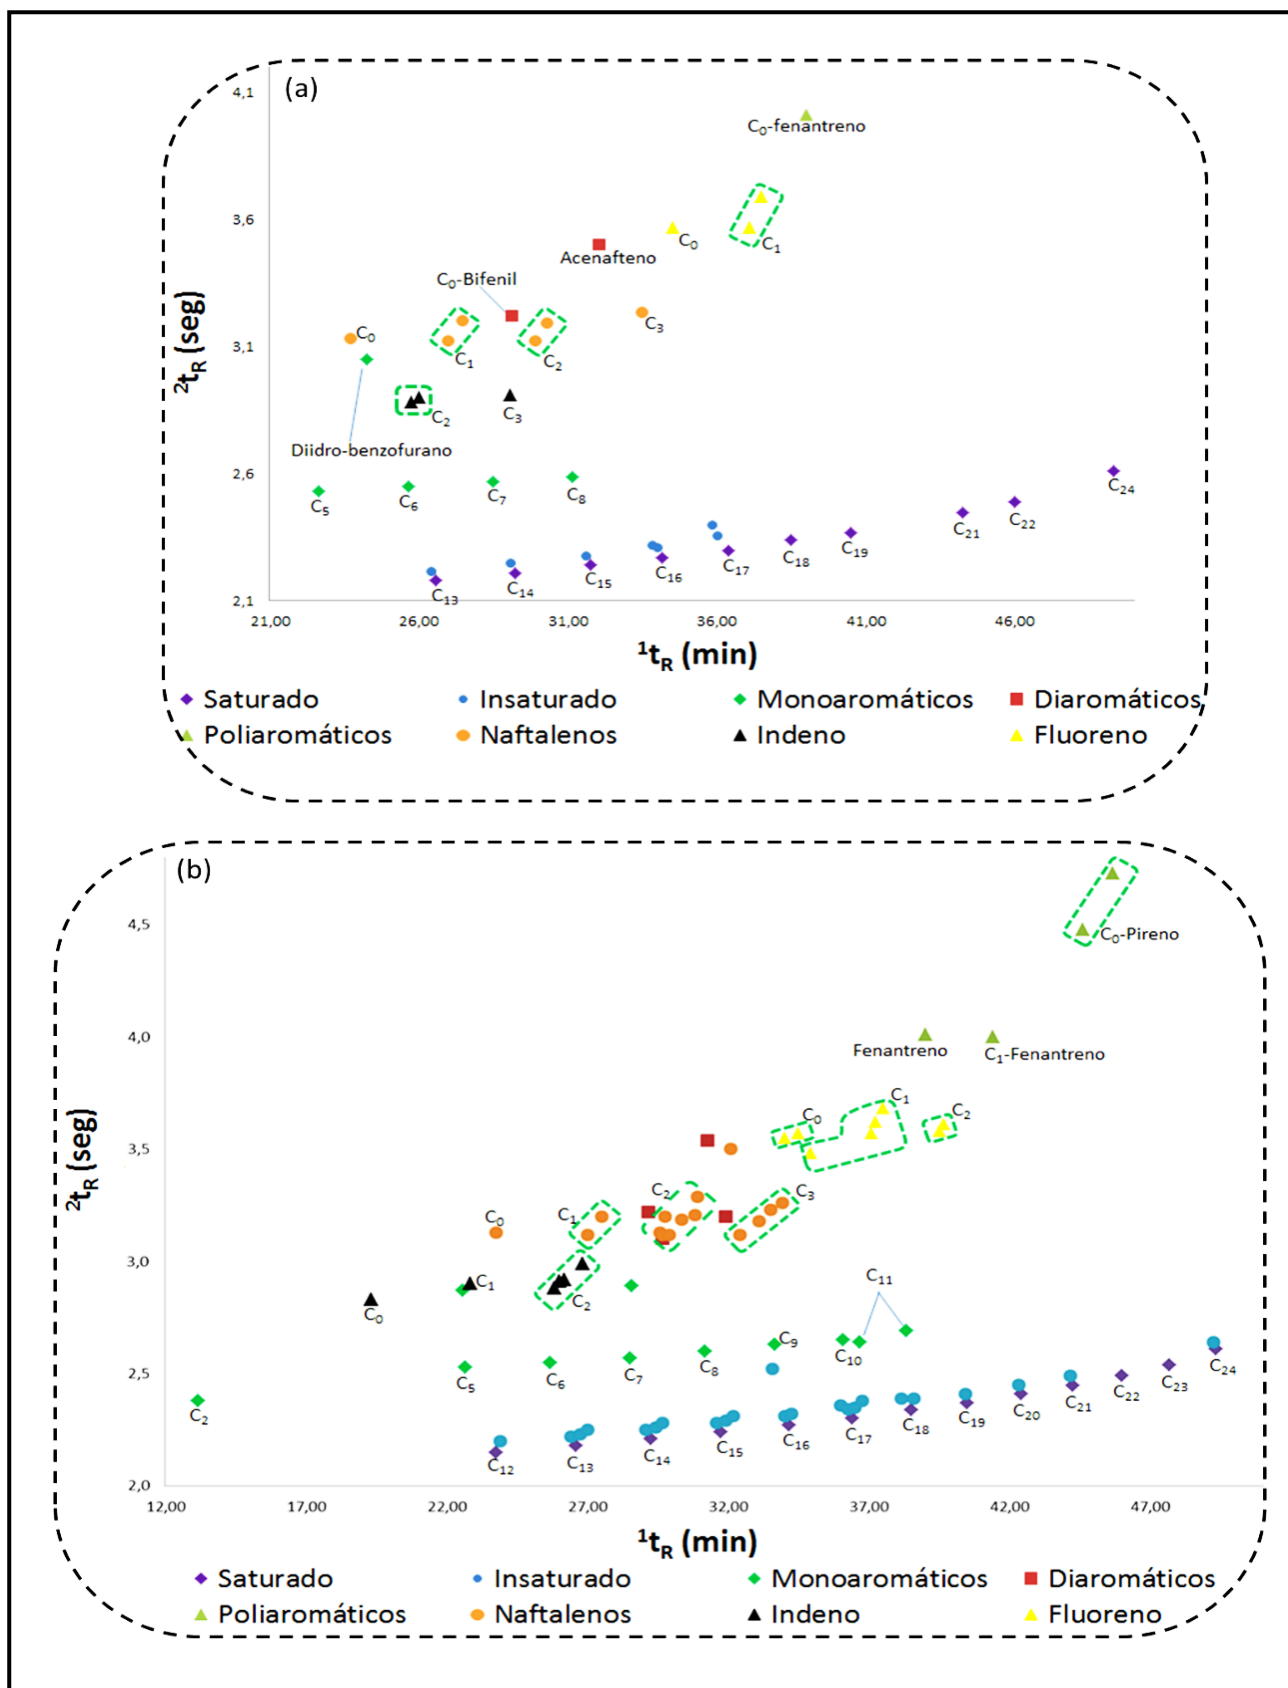 (a)
4,1
C₀-fenantreno
3,6
C₀
C₁
Acenafteno
C₀-Bifenil
C₀
C₃
3,1
C₁
C₂
C₂
C₃
Diidro-benzofurano
2,6
C₅
C₆
C₇
C₈
C₂₄
C₂₂
C₂₁
C₁₉
C₁₈
C₁₇
C₁₆
C₁₅
C₁₄
C₁₃
2,1
²tR (seg)
21,00 26,00 31,00 36,00 41,00 46,00
¹tR (min)
Saturado Insaturado Monoaromáticos Diaromáticos
Poliaromáticos Naftalenos Indeno Fluoreno
(b)
4,5
C₀-Pireno
4,0
Fenantreno
C₁-Fenantreno
C₁
C₀
C₂
3,5
C₂
C₃
C₀
C₁
3,0
C₁
C₀
C₂
C₁₁
C₉
C₁₀
C₈
C₇
C₆
C₅
2,5
C₂
C₂₄
C₂₃
C₂₂
C₂₁
C₂₀
C₁₉
C₁₈
C₁₇
C₁₆
C₁₅
C₁₄
C₁₃
C₁₂
2,0
²tR (seg)
12,00 17,00 22,00 27,00 32,00 37,00 42,00 47,00
¹tR (min)
Saturado Insaturado Monoaromáticos Diaromáticos
Poliaromáticos Naftalenos Indeno Fluoreno